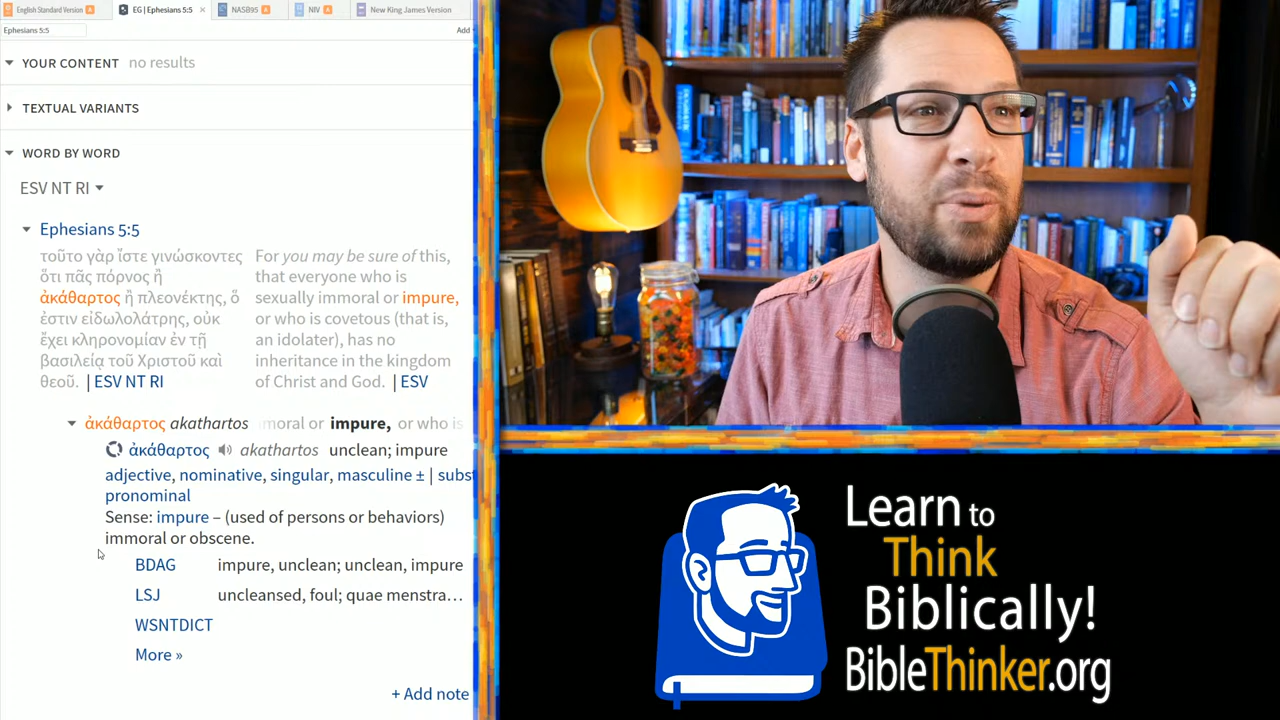 English Standard Version A
EG | Ephesians 5:5 ×
NASB95 A
NIV A
New King James Version
Ephesians 5:5
Add
YOUR CONTENT no results
TEXTUAL VARIANTS
WORD BY WORD
ESV NT RI
Ephesians 5:5
τοῦτο γὰρ ἴστε γινώσκοντες
ὅτι πᾶς πόρνος ἢ
ἀκάθαρτος ἢ πλεονέκτης, ὅ
ἐστιν εἰδωλολάτρης, οὐκ
ἔχει κληρονομίαν ἐν τῇ
βασιλείᾳ τοῦ Χριστοῦ καὶ
θεοῦ. | ESV NT RI
For you may be sure of this,
that everyone who is
sexually immoral or impure,
or who is covetous (that is,
an idolater), has no
inheritance in the kingdom
of Christ and God. | ESV
ἀκάθαρτος akathartos moral or impure, or who is
ἀκάθαρτος akathartos unclean; impure
adjective, nominative, singular, masculine ± | subst
pronominal
Sense: impure – (used of persons or behaviors)
immoral or obscene.
BDAG impure, unclean; unclean, impure
LSJ uncleansed, foul; quae menstra…
WSNTDICT
More »
+ Add note
Learn to
Think
Biblically!
BibleThinker.org